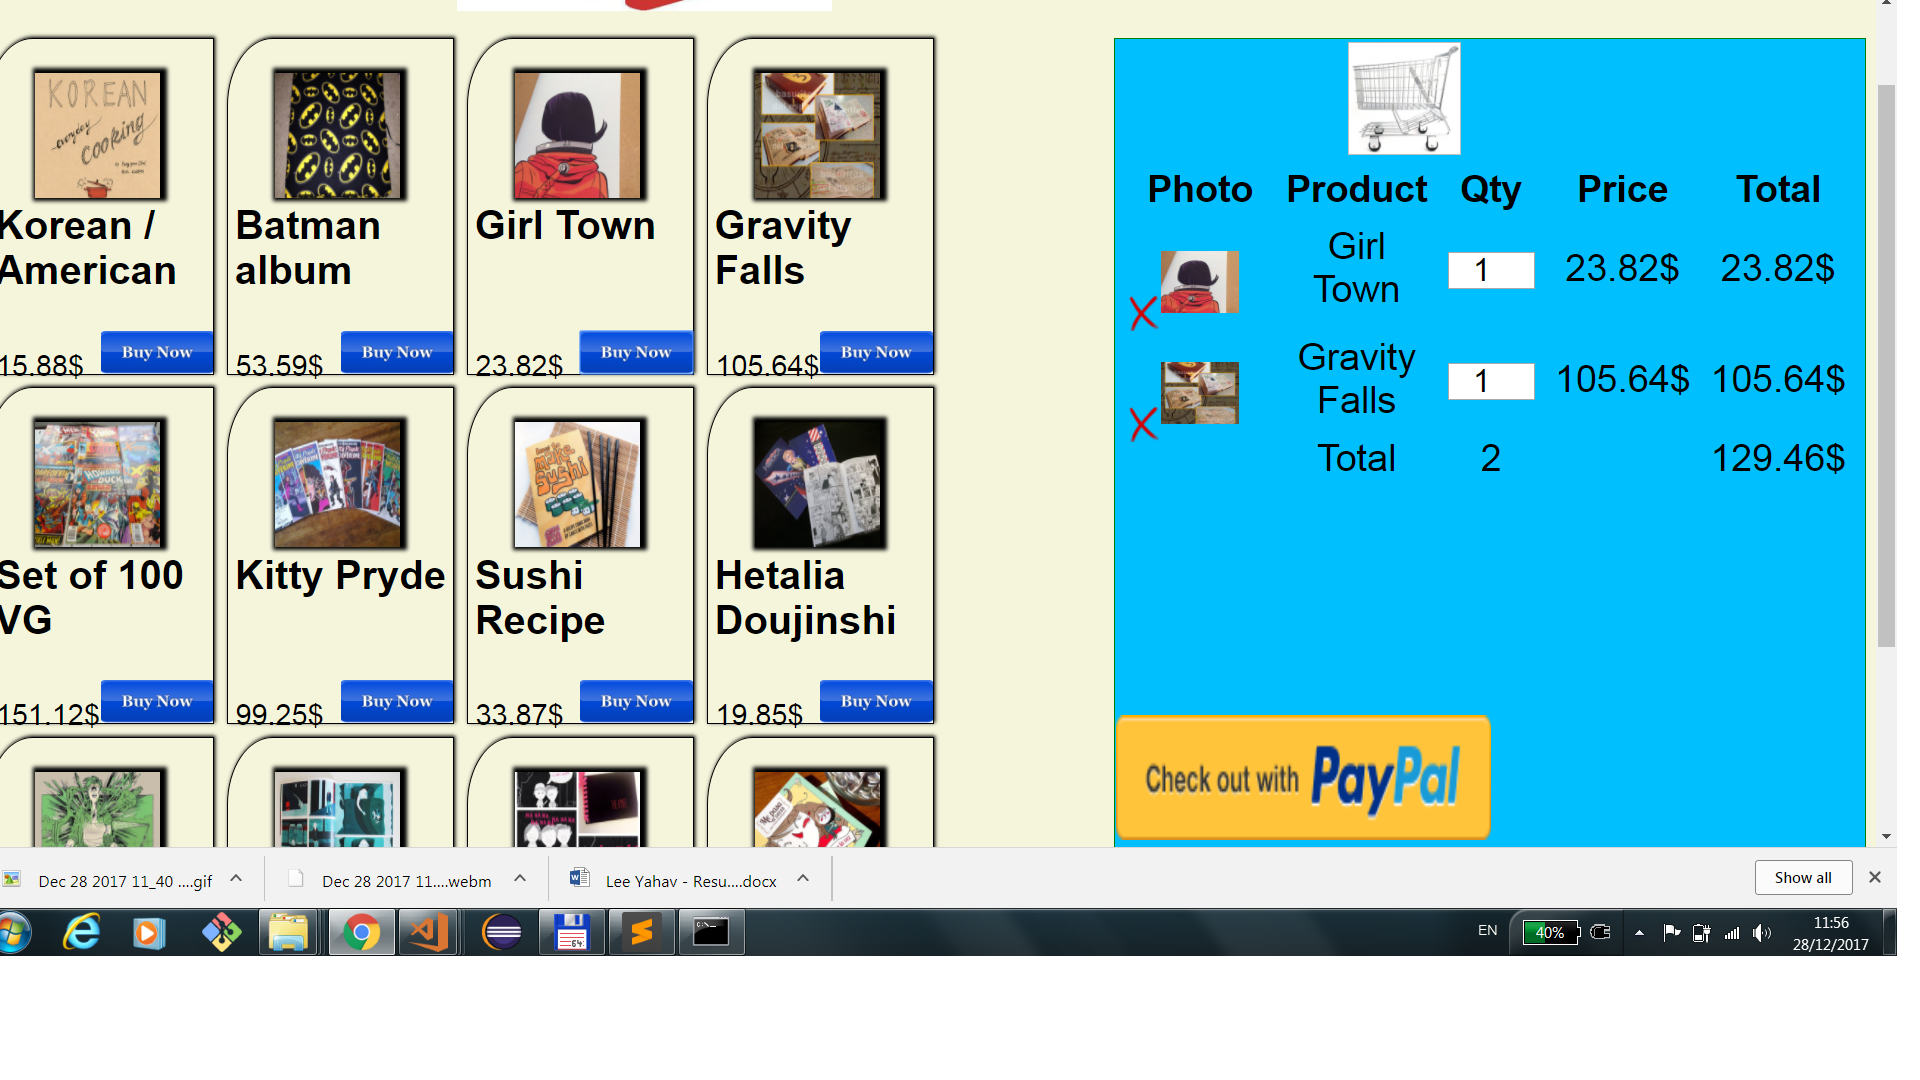 KOREAN
everyday
cooking
Korean /
American
15.88$
Buy Now
Batman
album
53.59$
Buy Now
Girl Town
23.82$
Buy Now
Gravity
Falls
105.64$
Buy Now
Set of 100
VG
151.12$
Buy Now
Kitty Pryde
99.25$
Buy Now
make
sushi
Sushi
Recipe
33.87$
Buy Now
Hetalia
Doujinshi
19.85$
Buy Now
Photo Product Qty Price Total
Girl
Town
1 23.82$ 23.82$
Gravity
Falls
1 105.64$ 105.64$
Total 2 129.46$
Check out with PayPal
Dec 28 2017 11_40 ....gif
Dec 28 2017 11....webm
Lee Yahav - Resu....docx
Show all
EN
40%
11:56
28/12/2017